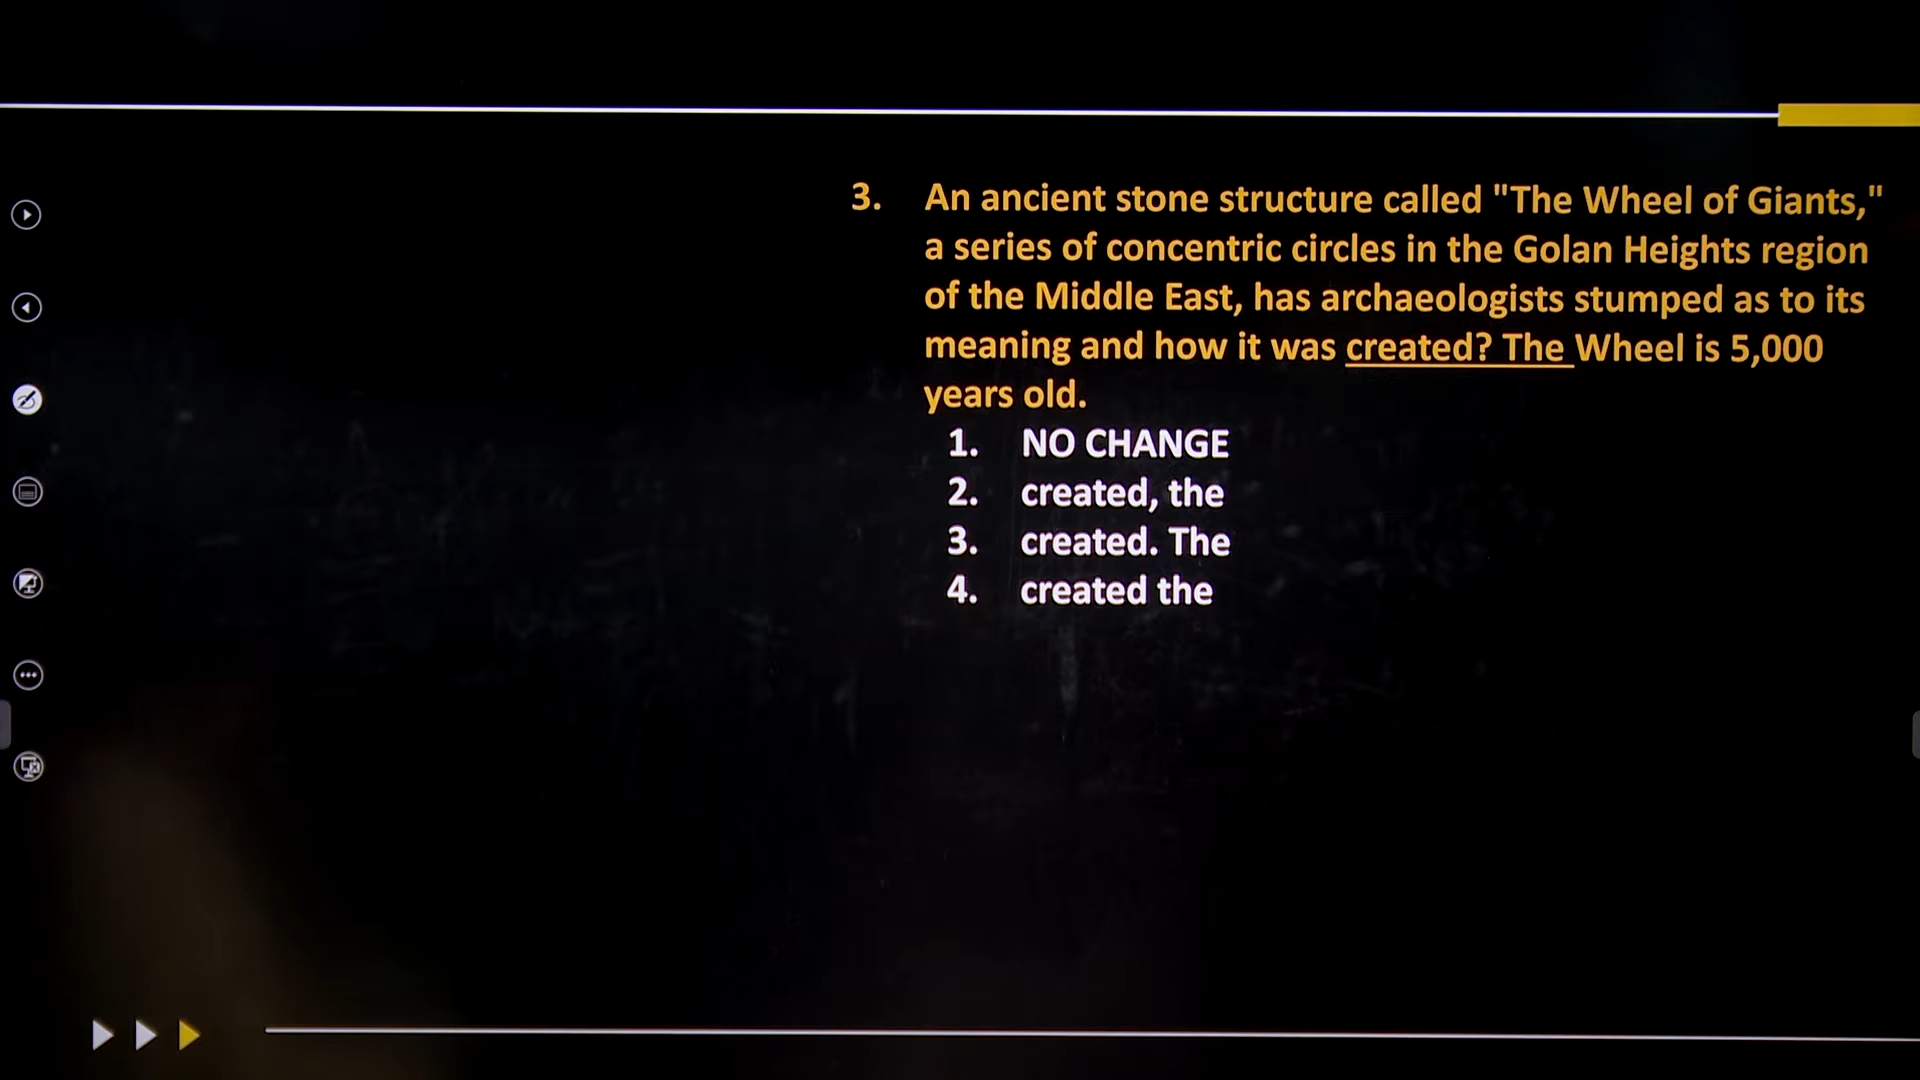 3. An ancient stone structure called "The Wheel of Giants,"
a series of concentric circles in the Golan Heights region
of the Middle East, has archaeologists stumped as to its
meaning and how it was created? The Wheel is 5,000
years old.
1. NO CHANGE
2. created, the
3. created. The
4. created the